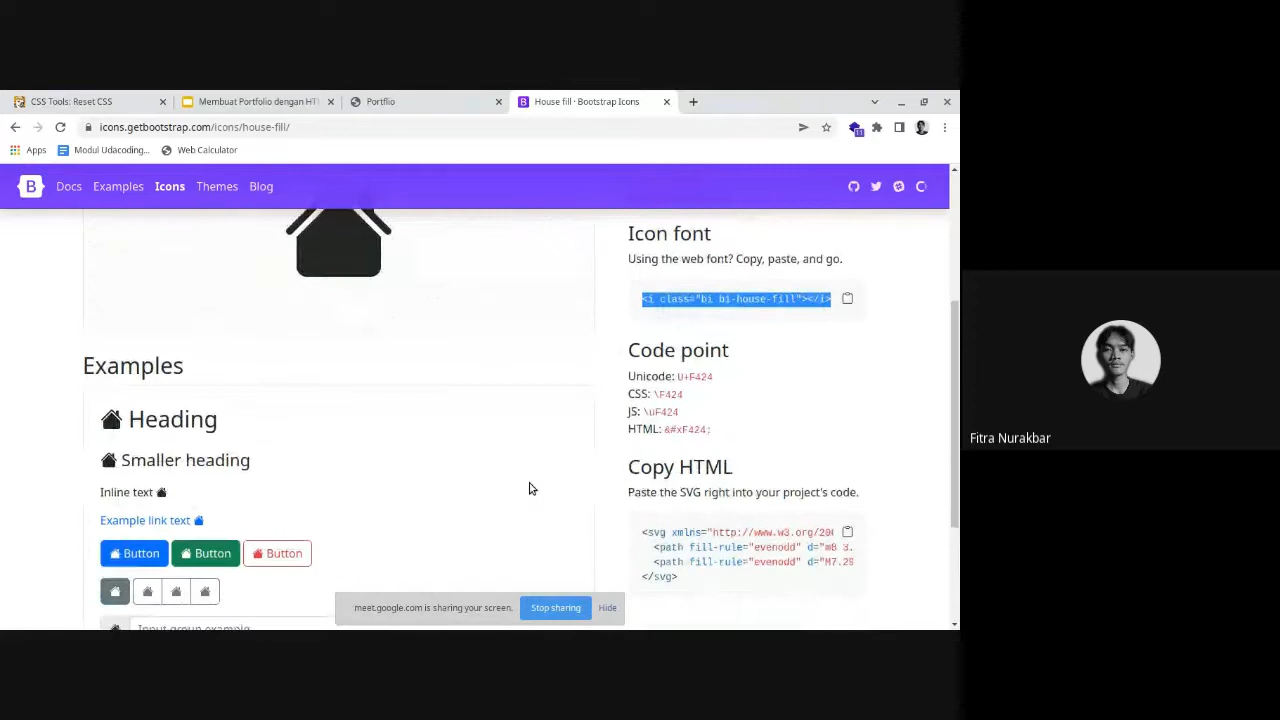 CSS Tools: Reset CSS
Membuat Portfolio dengan HT
Portflio
House fill · Bootstrap Icons
icons.getbootstrap.com/icons/house-fill/
11
Apps
Modul Udacoding...
Web Calculator
B
Docs
Examples
Icons
Themes
Blog
Icon font
Using the web font? Copy, paste, and go.
<i class="bi bi-house-fill"></i>
Code point
Unicode: U+F424
CSS: \F424
JS: \uF424
HTML: &#xF424;
Copy HTML
Paste the SVG right into your project's code.
<svg xmlns="http://www.w3.org/200
<path fill-rule="evenodd" d="m8 3.
<path fill-rule="evenodd" d="M7.29
</svg>
Examples
Heading
Smaller heading
Inline text
Example link text
Button
Button
Button
Input group example
meet.google.com is sharing your screen.
Stop sharing
Hide
Fitra Nurakbar